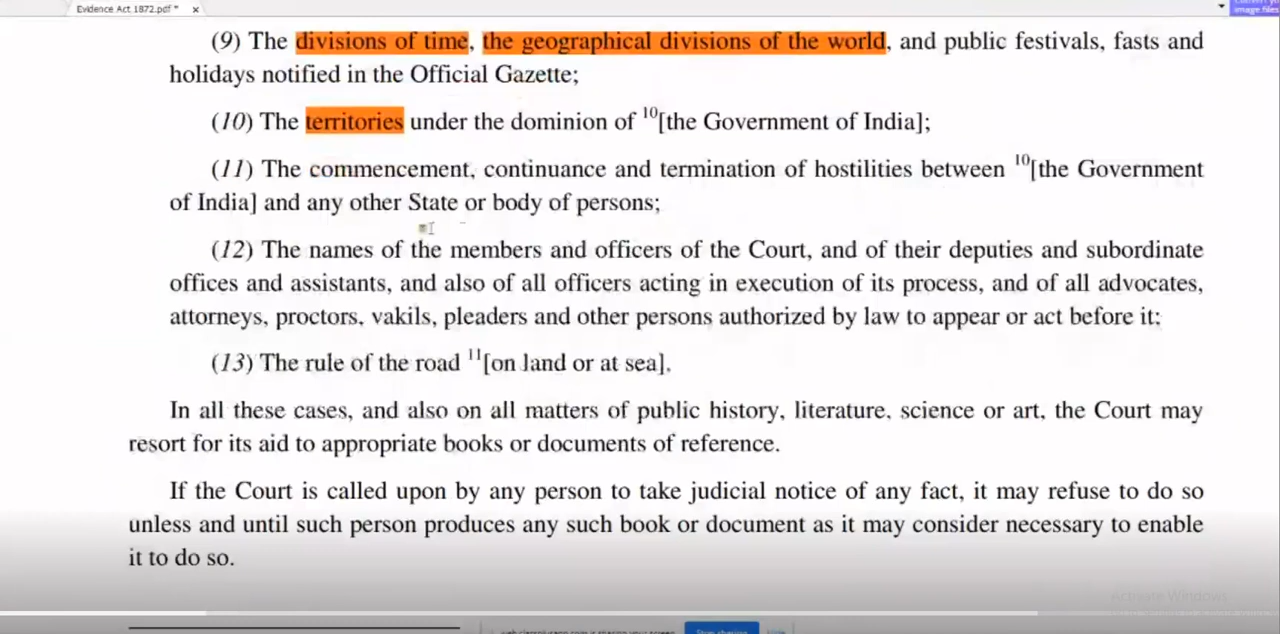 Evidence Act 1872.pdf *
image files
(9) The divisions of time, the geographical divisions of the world, and public festivals, fasts and
holidays notified in the Official Gazette;
(10) The territories under the dominion of 10[the Government of India];
(11) The commencement, continuance and termination of hostilities between 10[the Government
of India] and any other State or body of persons;
(12) The names of the members and officers of the Court, and of their deputies and subordinate
offices and assistants, and also of all officers acting in execution of its process, and of all advocates,
attorneys, proctors, vakils, pleaders and other persons authorized by law to appear or act before it;
(13) The rule of the road 11[on land or at sea].
In all these cases, and also on all matters of public history, literature, science or art, the Court may
resort for its aid to appropriate books or documents of reference.
If the Court is called upon by any person to take judicial notice of any fact, it may refuse to do so
unless and until such person produces any such book or document as it may consider necessary to enable
it to do so.
Activate Windows
Stop sharing
Hide